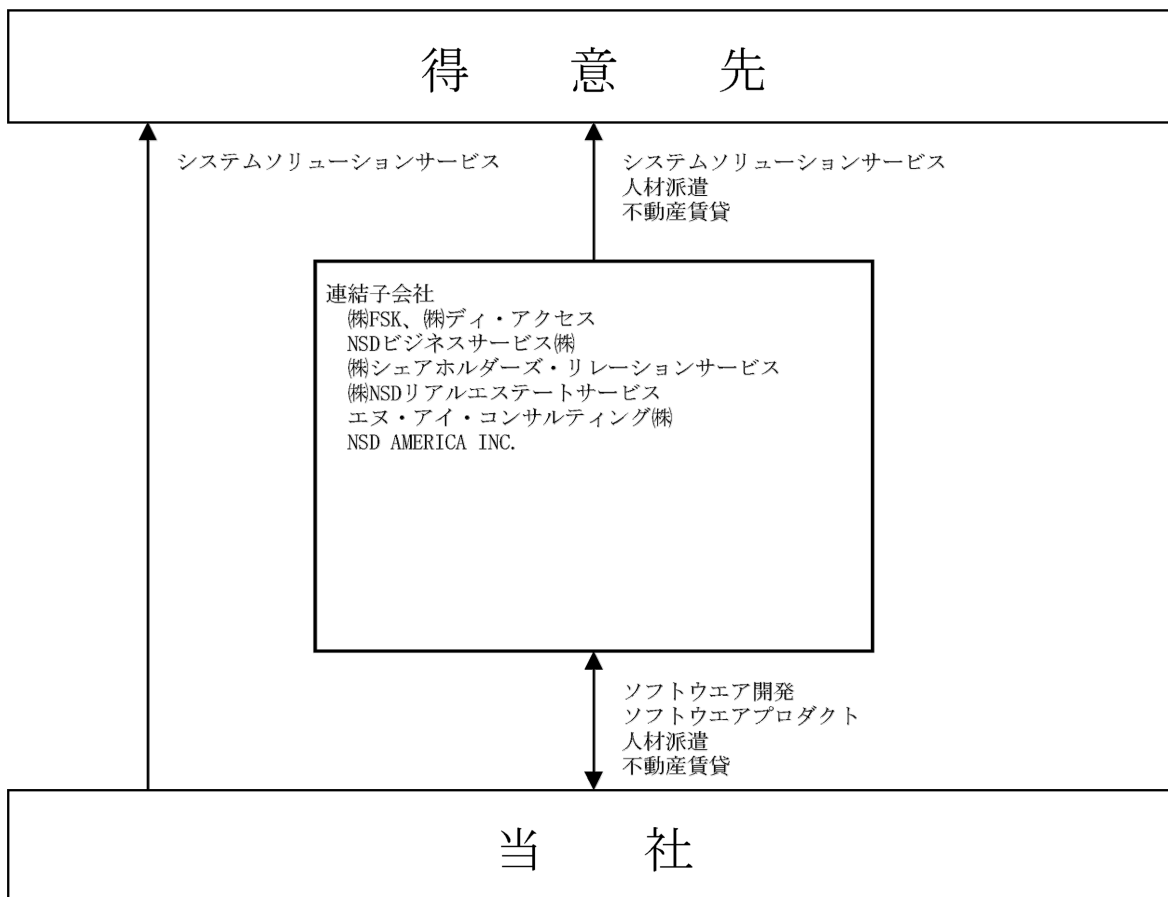 得意先
システムソリューションサービス
システムソリューションサービス
人材派遣
不動産賃貸
連結子会社
㈱FSK、㈱ディ・アクセス
NSDビジネスサービス㈱
㈱シェアホルダーズ・リレーションサービス
㈱NSDリアルエステートサービス
エヌ・アイ・コンサルティング㈱
NSD AMERICA INC.
ソフトウエア開発
ソフトウエアプロダクト
人材派遣
不動産賃貸
当社